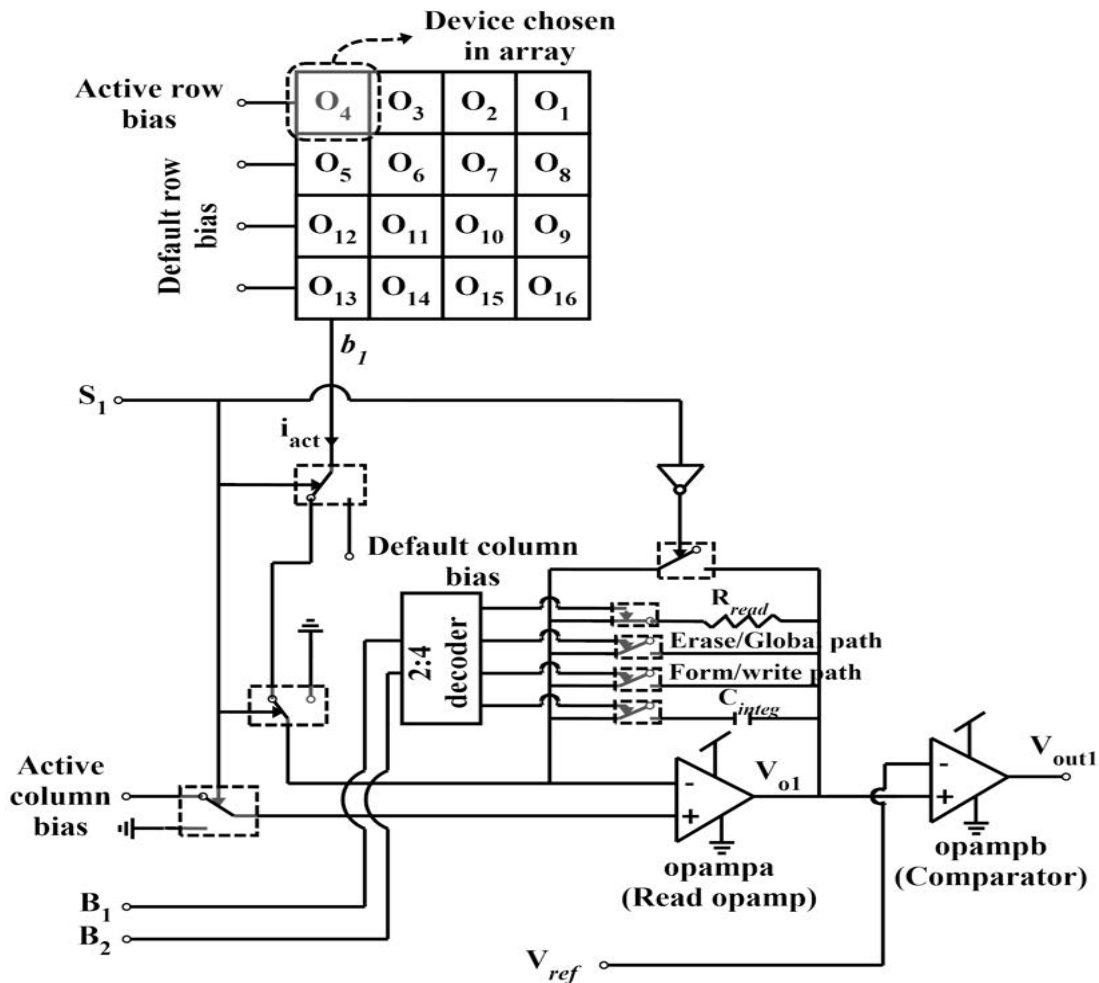 Device chosen
in array
Active row
bias
O4 O3 O2 O1
O5 O6 O7 O8
Default row
bias
O12 O11 O10 O9
O13 O14 O15 O16
b1
S1
iact
Default column
bias
Rread
Erase/Global path
2:4
decoder
Form/write path
Cinteg
Active
column
bias
-
+
Vo1
-
+
Vout1
opampa
(Read opamp)
opampb
(Comparator)
B1
B2
Vref